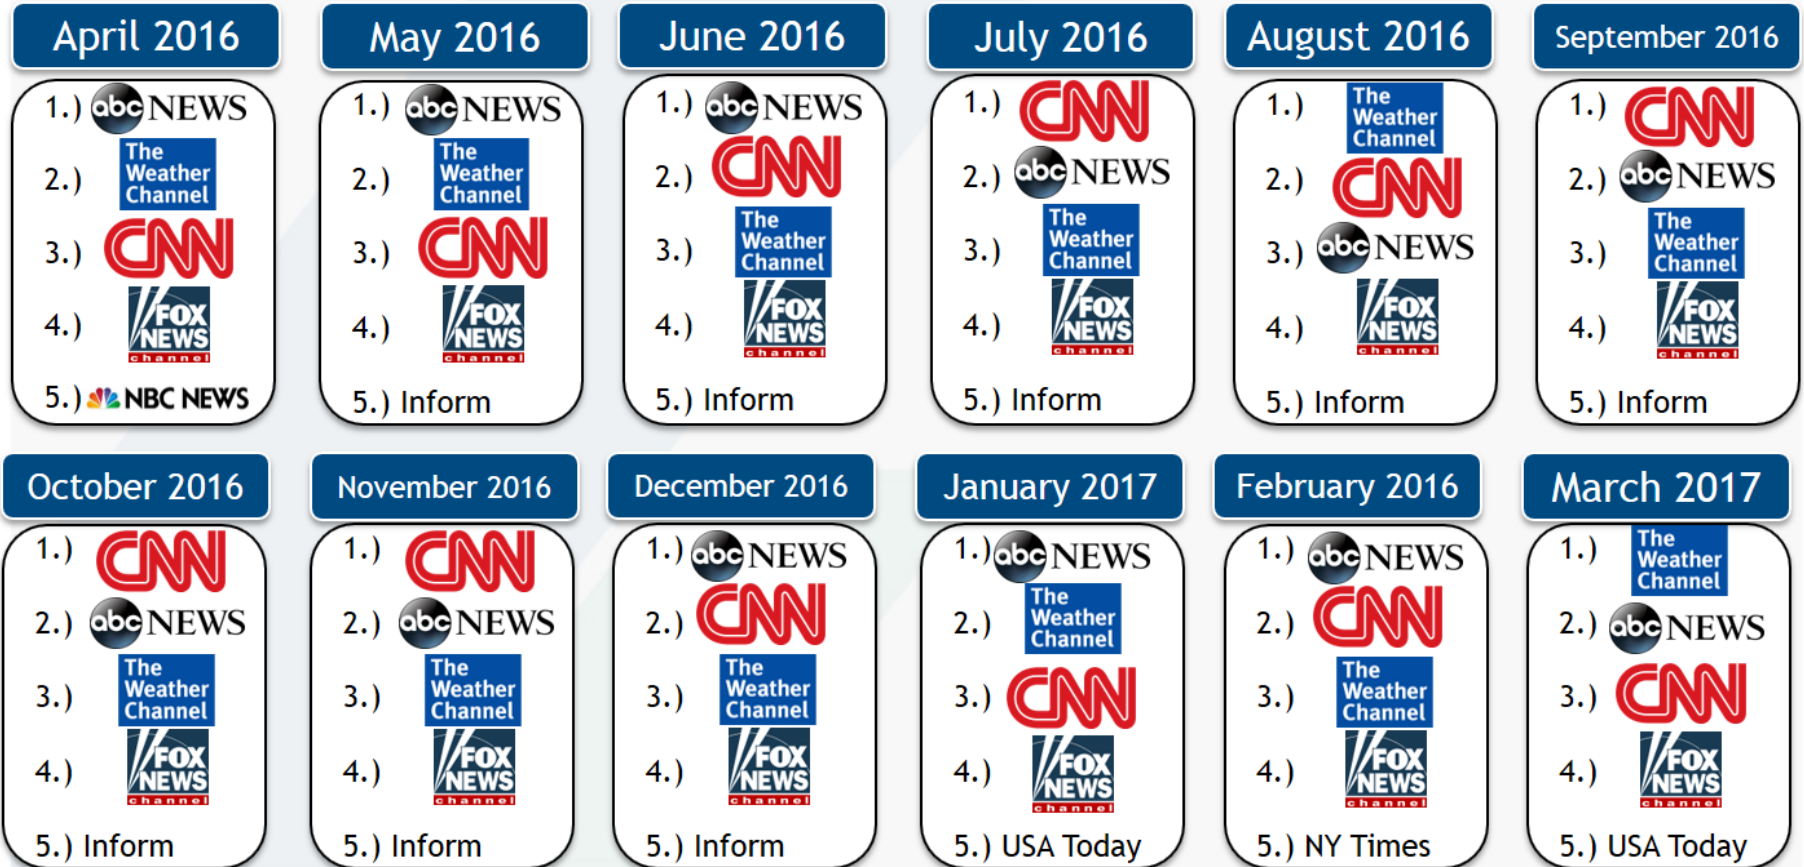 April 2016
1.) abc NEWS
2.) The
Weather
Channel
3.) CNN
4.) FOX
NEWS
channel
5.) NBC NEWS
May 2016
1.) abc NEWS
2.) The
Weather
Channel
3.) CNN
4.) FOX
NEWS
channel
5.) Inform
June 2016
1.) abc NEWS
2.) CNN
3.) The
Weather
Channel
4.) FOX
NEWS
channel
5.) Inform
July 2016
1.) CNN
2.) abc NEWS
3.) The
Weather
Channel
4.) FOX
NEWS
channel
5.) Inform
August 2016
1.) The
Weather
Channel
2.) CNN
3.) abc NEWS
4.) FOX
NEWS
channel
5.) Inform
September 2016
1.) CNN
2.) abc NEWS
3.) The
Weather
Channel
4.) FOX
NEWS
channel
5.) Inform
October 2016
1.) CNN
2.) abc NEWS
3.) The
Weather
Channel
4.) FOX
NEWS
channel
5.) Inform
November 2016
1.) CNN
2.) abc NEWS
3.) The
Weather
Channel
4.) FOX
NEWS
channel
5.) Inform
December 2016
1.) abc NEWS
2.) CNN
3.) The
Weather
Channel
4.) FOX
NEWS
channel
5.) Inform
January 2017
1.) abc NEWS
2.) The
Weather
Channel
3.) CNN
4.) FOX
NEWS
channel
5.) USA Today
February 2016
1.) abc NEWS
2.) CNN
3.) The
Weather
Channel
4.) FOX
NEWS
channel
5.) NY Times
March 2017
1.) The
Weather
Channel
2.) abc NEWS
3.) CNN
4.) FOX
NEWS
channel
5.) USA Today